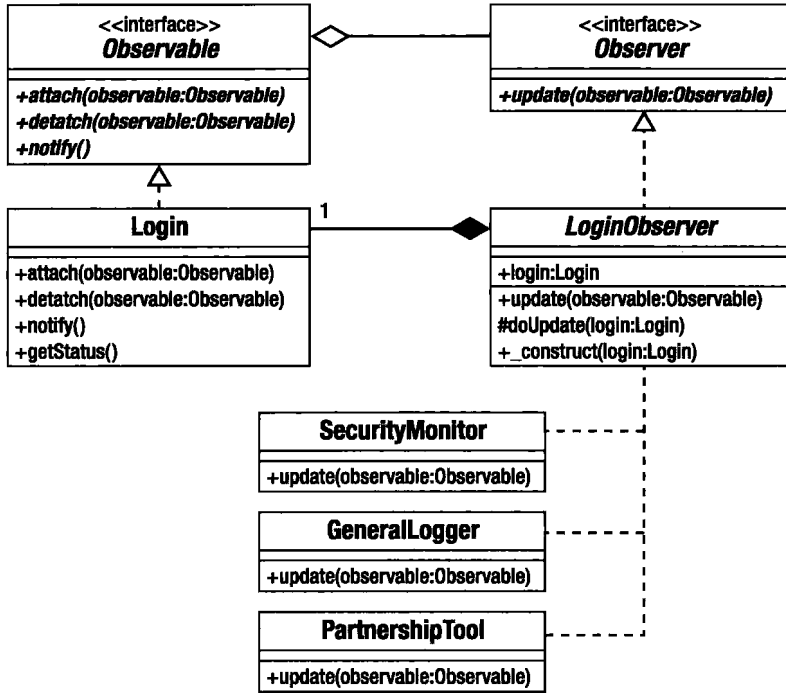 <<interface>>
Observable
+attach(observable:Observable)
+detatch(observable:Observable)
+notify()
<<interface>>
Observer
+update(observable:Observable)
Login
+attach(observable:Observable)
+detatch(observable:Observable)
+notify()
+getStatus()
1
LoginObserver
+login:Login
+update(observable:Observable)
#doUpdate(login:Login)
+_construct(login:Login)
SecurityMonitor
+update(observable:Observable)
GeneralLogger
+update(observable:Observable)
PartnershipTool
+update(observable:Observable)